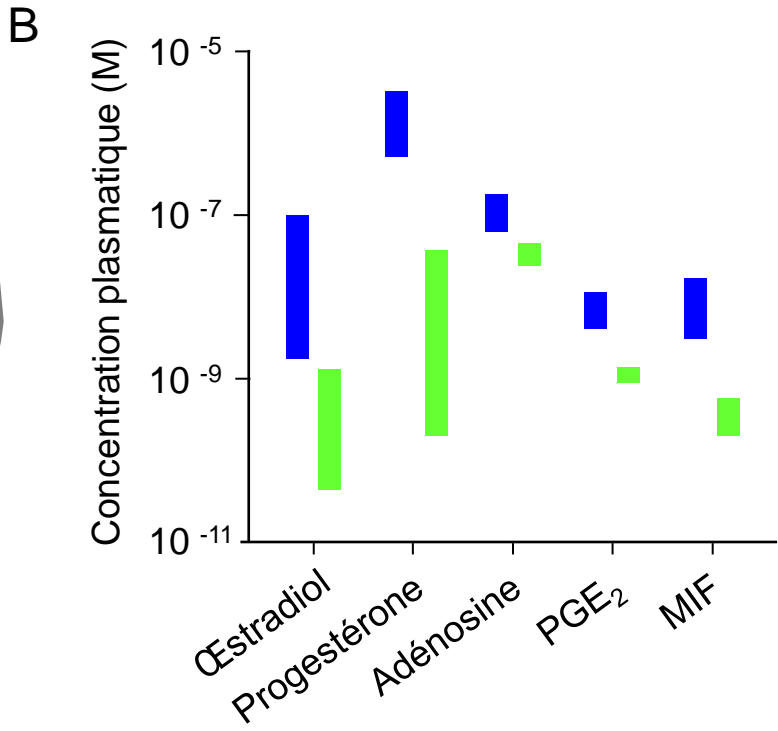 B
Concentration plasmatique (M)
10 -5
10 -7
10 -9
10 -11
Œstradiol
Progestérone
Adénosine
PGE₂
MIF